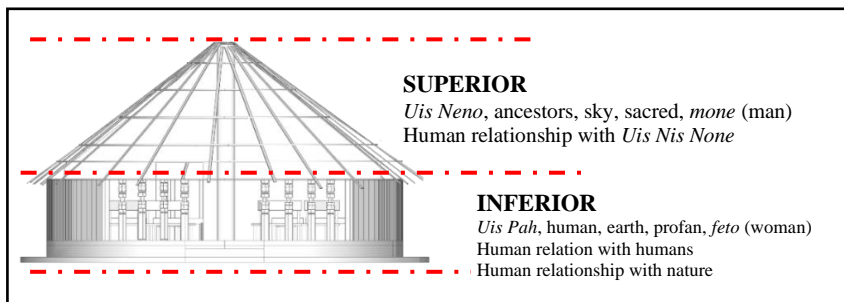 SUPERIOR
Uis Neno, ancestors, sky, sacred, mone (man)
Human relationship with Uis Nis None
INFERIOR
Uis Pah, human, earth, profan, feto (woman)
Human relation with humans
Human relationship with nature